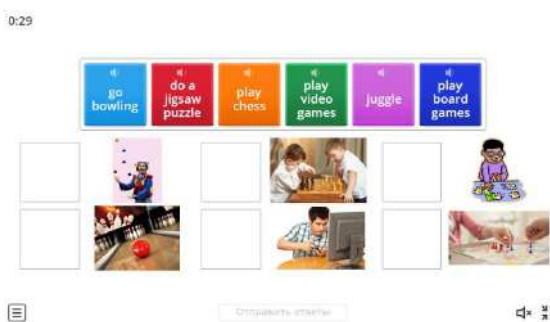 0:29
go bowling
do a jigsaw puzzle
play chess
play video games
juggle
play board games
Отправить ответы